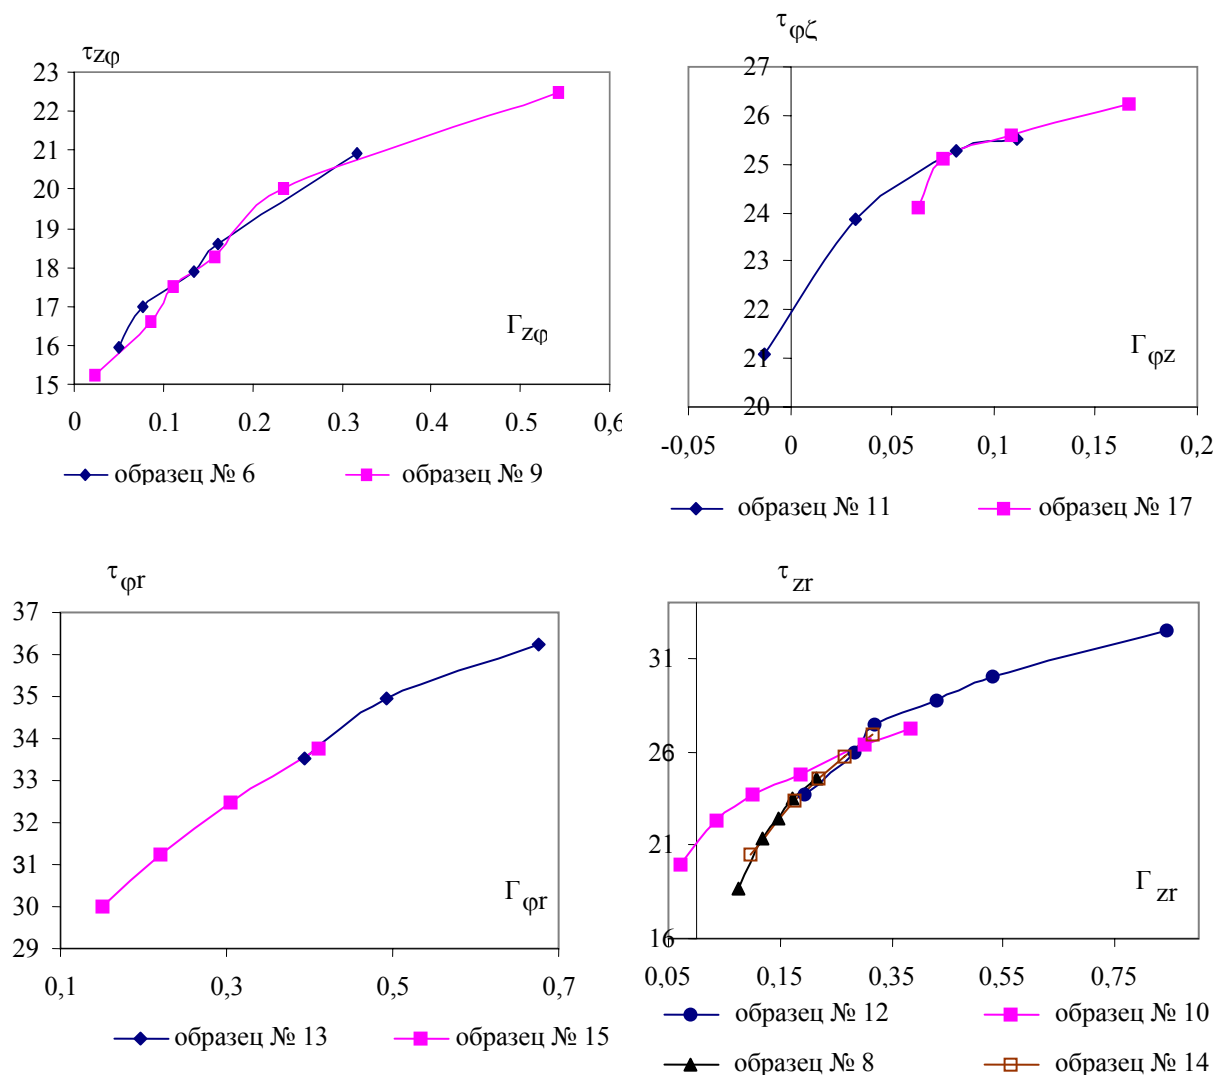 τzφ
23
22
21
20
19
18
17
16
15
Γzφ
0 0.1 0.2 0.3 0.4 0.5 0,6
образец № 6 образец № 9
τφζ
27
26
25
24
23
22
21
20
Γφz
-0,05 0 0,05 0,1 0,15 0,2
образец № 11 образец № 17
τφr
37
36
35
34
33
32
31
30
29
Γφr
0,1 0,3 0,5 0,7
образец № 13 образец № 15
τzr
31
26
21
16
Γzr
0,05 0,15 0,35 0,55 0,75
образец № 12 образец № 10
образец № 8 образец № 14